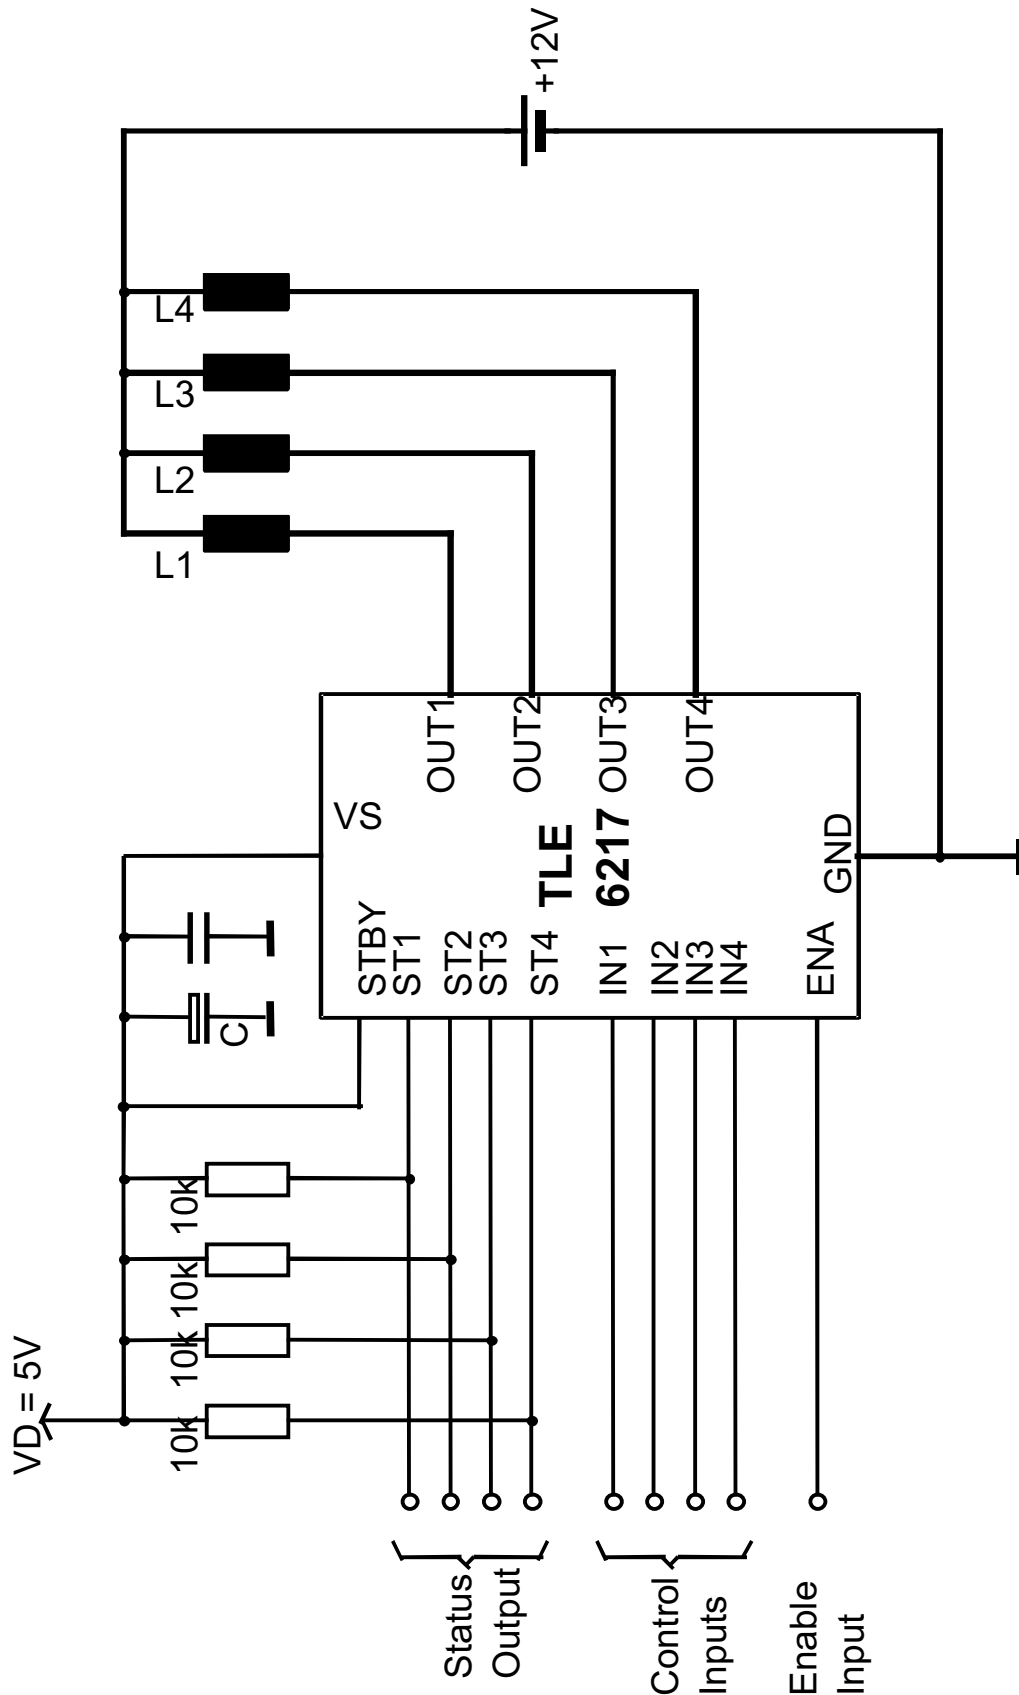 VD = 5V
10k
10k
10k
10k
C
VS
+12V
L1
L2
L3
L4
STBY
ST1
ST2
ST3
ST4
IN1
IN2
IN3
IN4
ENA
TLE
6217
OUT1
OUT2
OUT3
OUT4
GND
Status
Output
Control
Inputs
Enable
Input